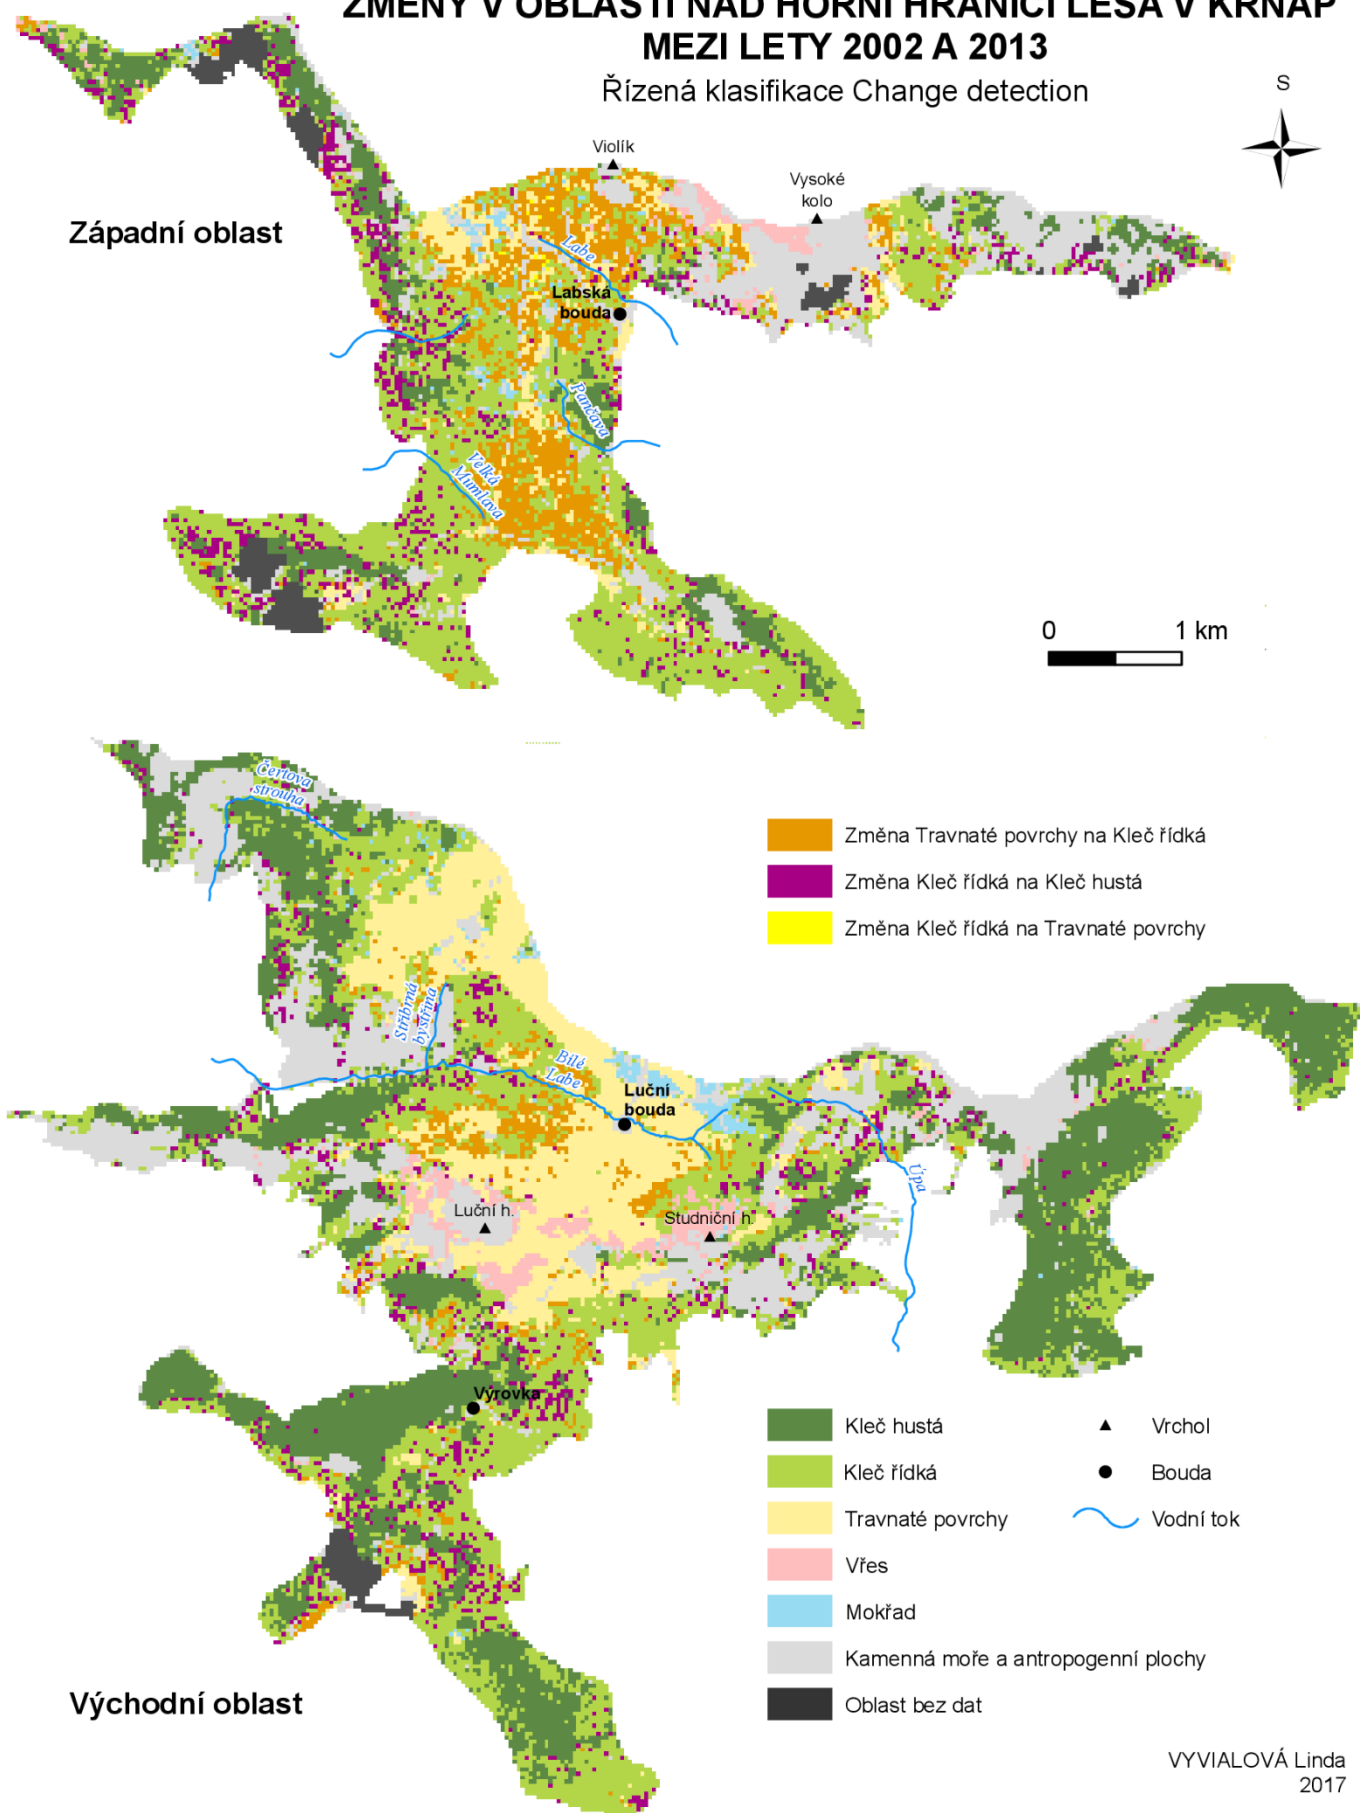 ZMĚNY V OBLASTI NAD HORNÍ HRANICÍ LESA V KRNAP
MEZI LETY 2002 A 2013
Řízená klasifikace Change detection
S
Violík
Vysoké
kolo
Západní oblast
Labe
Labská
bouda
Pančava
Velká
Mumlava
0 1 km
Čertova
strouha
Změna Travnaté povrchy na Kleč řídká
Změna Kleč řídká na Kleč hustá
Změna Kleč řídká na Travnaté povrchy
Stříbrná
bystřina
Bílé
Labe
Luční
bouda
Úpa
Luční h.
Studniční h.
Výrovka
Kleč hustá
Kleč řídká
Travnaté povrchy
Vřes
Mokřad
Kamenná moře a antropogenní plochy
Oblast bez dat
Vrchol
Bouda
Vodní tok
Východní oblast
VYVIALOVÁ Linda
2017